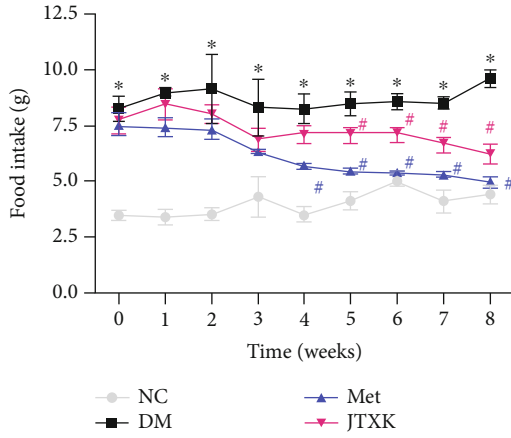 * * * * * * * * *
12.5
10.0
7.5
5.0
2.5
0.0
Food intake (g)
# # # #
# # # # #
0 1 2 3 4 5 6 7 8
Time (weeks)
NC Met
DM JTXK